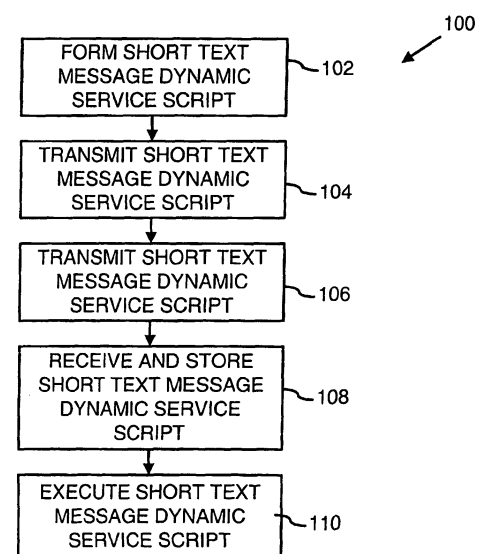 100
FORM SHORT TEXT
MESSAGE DYNAMIC
SERVICE SCRIPT
102
TRANSMIT SHORT TEXT
MESSAGE DYNAMIC
SERVICE SCRIPT
104
TRANSMIT SHORT TEXT
MESSAGE DYNAMIC
SERVICE SCRIPT
106
RECEIVE AND STORE
SHORT TEXT MESSAGE
DYNAMIC SERVICE
SCRIPT
108
EXECUTE SHORT TEXT
MESSAGE DYNAMIC
SERVICE SCRIPT
110